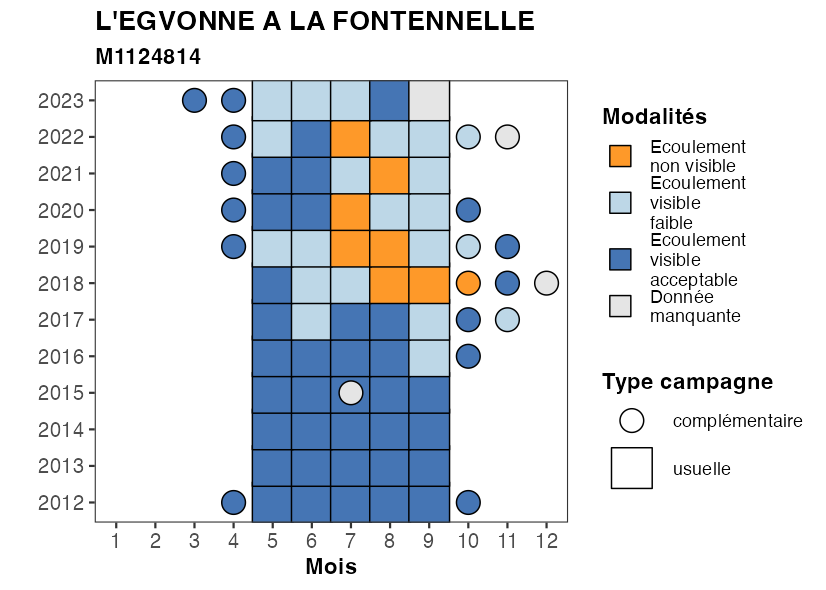 L'EGVONNE A LA FONTENNELLE
M1124814
2023
2022
2021
2020
2019
2018
2017
2016
2015
2014
2013
2012
1 2 3 4 5 6 7 8 9 10 11 12
Mois
Modalités
Ecoulement
non visible
Ecoulement
visible
faible
Ecoulement
visible
acceptable
Donnée
manquante
Type campagne
complémentaire
usuelle